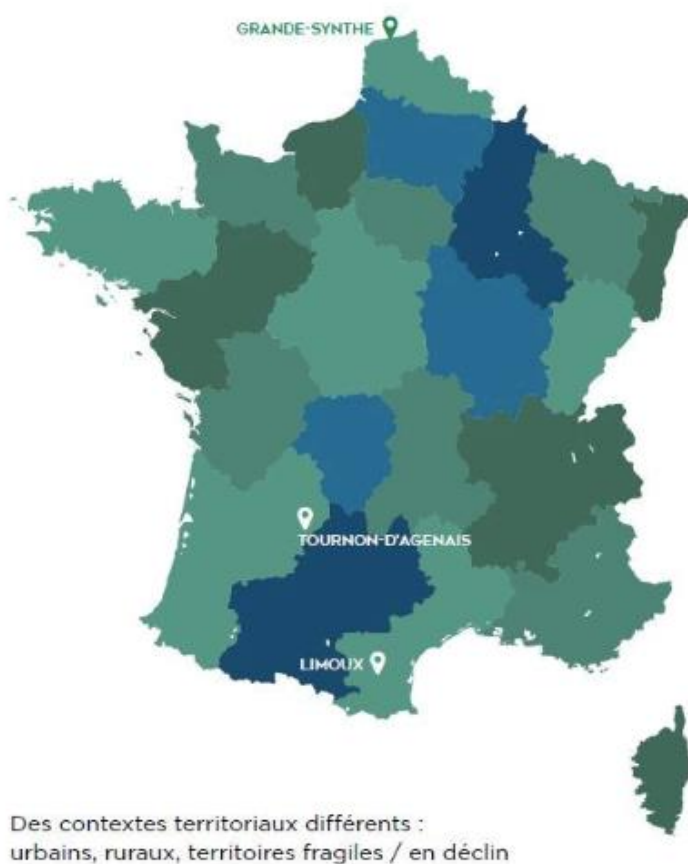 GRANDE-SYNTHE
TOURNON-D'AGENAIS
LIMOUX
Des contextes territoriaux différents :
urbains, ruraux, territoires fragiles / en déclin